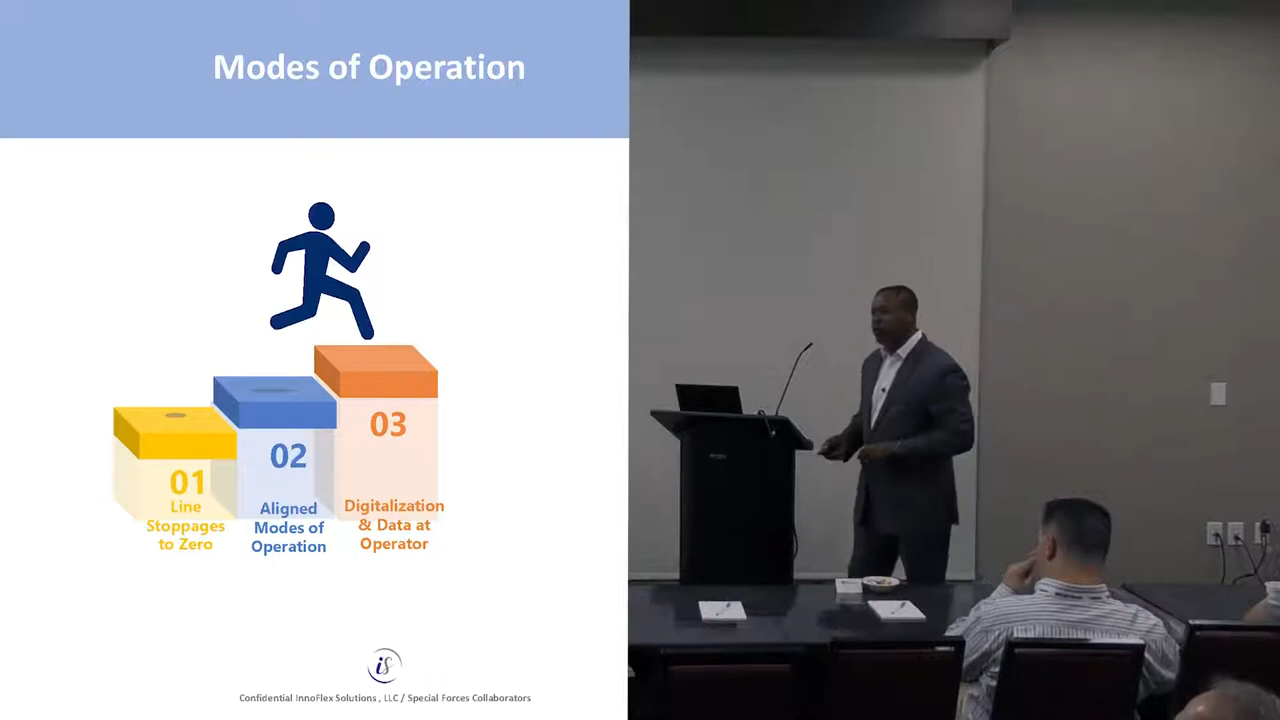 Modes of Operation
01
Line
Stoppages
to Zero
02
Aligned
Modes of
Operation
03
Digitalization
& Data at
Operator
iS
Confidential InnoFlex Solutions , LLC / Special Forces Collaborators